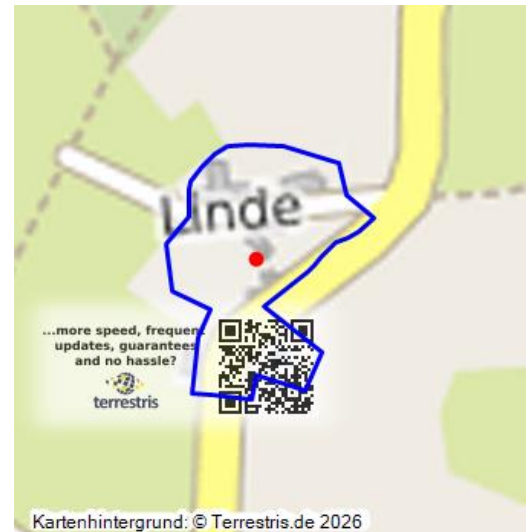 Linde
...more speed, frequent
updates, guarantees
and no hassle?
terrestris
Kartenhintergrund: © Terrestris.de 2026